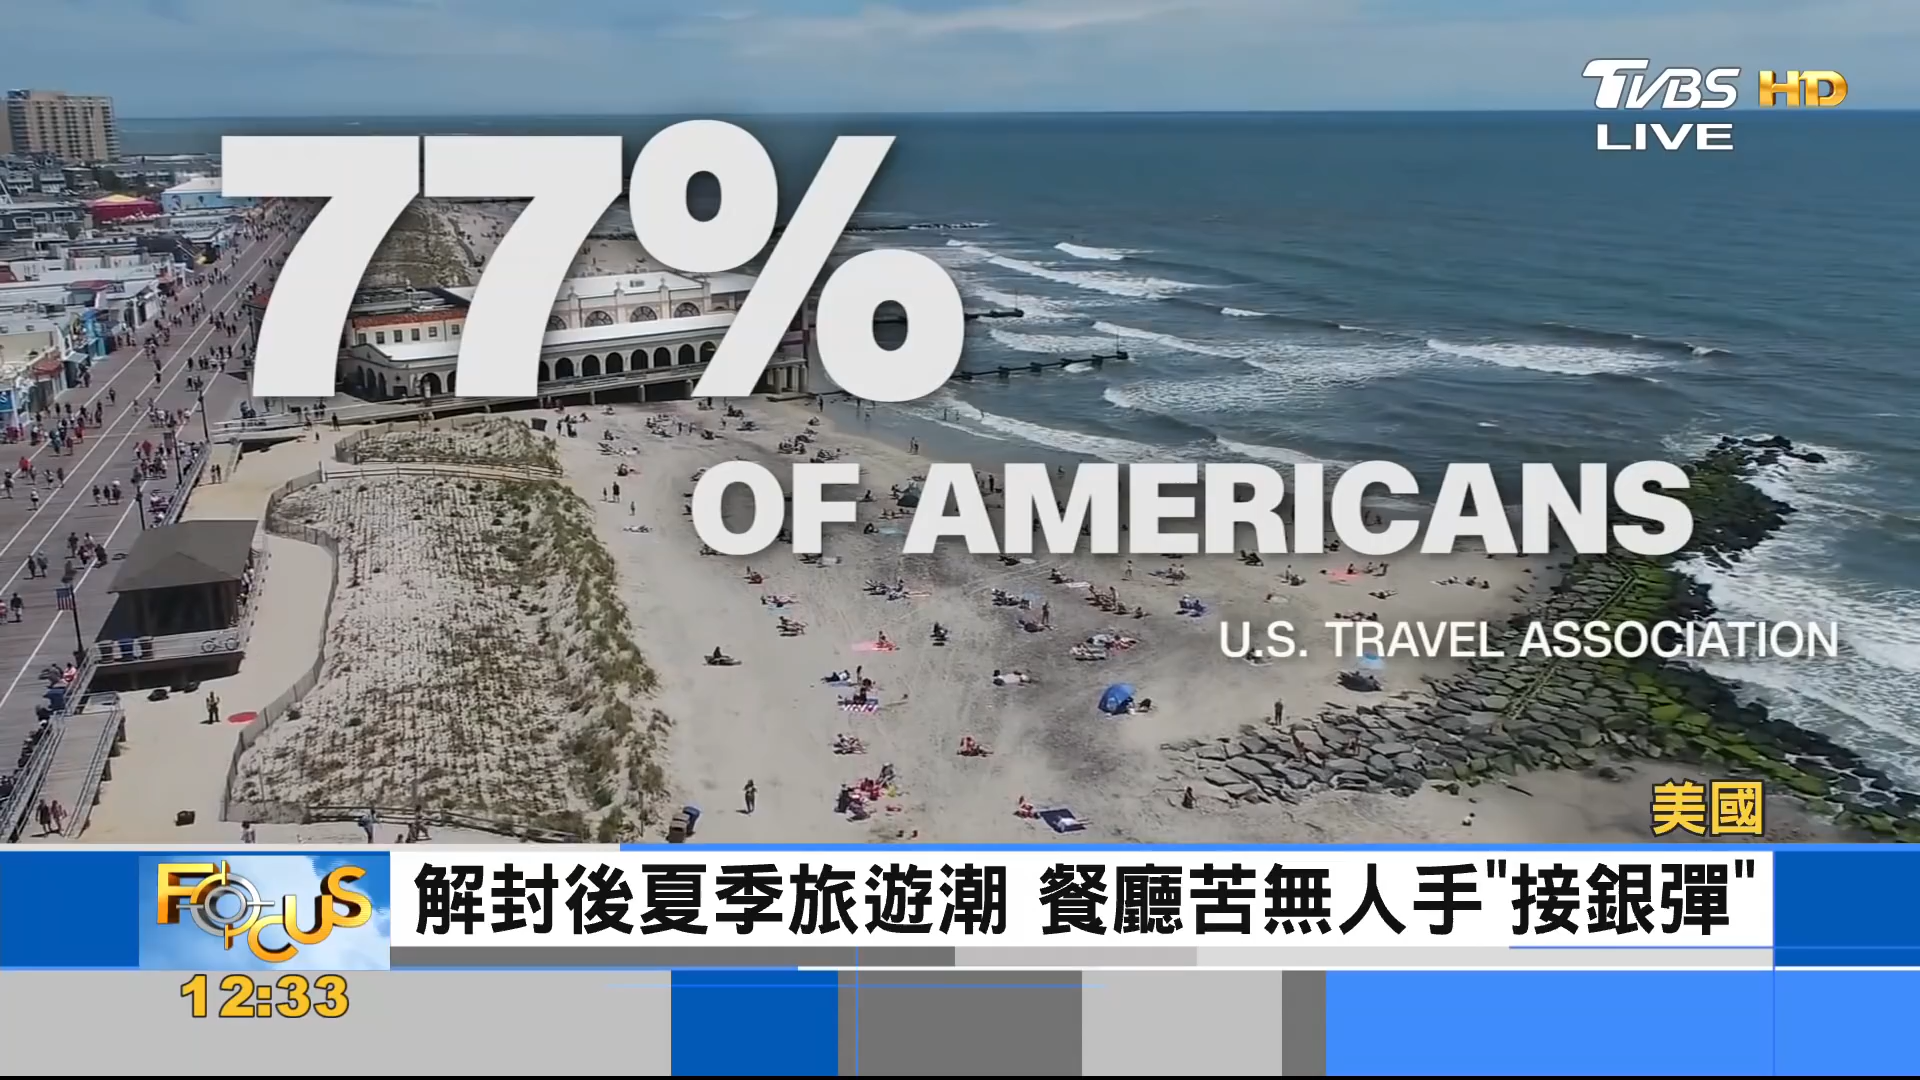 TVBS HD
LIVE
77%
OF AMERICANS
U.S. TRAVEL ASSOCIATION
美國
FOCUS
解封後夏季旅遊潮 餐廳苦無人手"接銀彈"
12:33